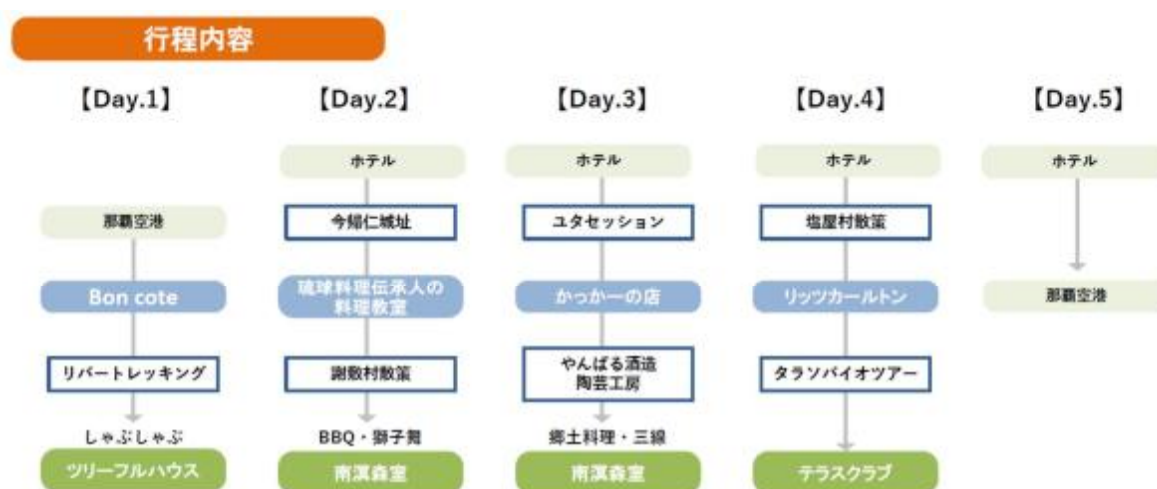 行程内容
【Day.1】
那覇空港
Bon cote
リバートレッキング
しゃぶしゃぶ
ツリーフルハウス
【Day.2】
ホテル
今帰仁城址
琉球料理伝承人の
料理教室
謝敷村散策
BBQ・獅子舞
南溟森室
【Day.3】
ホテル
ユタセッション
かっかーの店
やんばる酒造
陶芸工房
郷土料理・三線
南溟森室
【Day.4】
ホテル
塩屋村散策
リッツカールトン
タラソバイオツアー
テラスクラブ
【Day.5】
ホテル
那覇空港